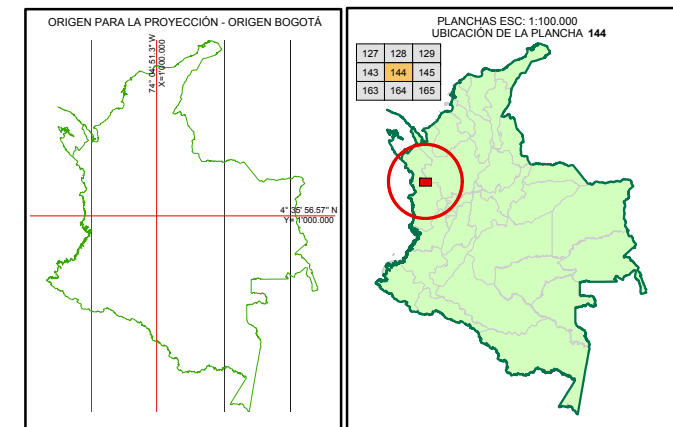 ORIGEN PARA LA PROYECCIÓN - ORIGEN BOGOTÁ
74° 04' 51.3" W
X=1'000.000
4° 35' 56.57" N
Y= 1'000.000
PLANCHAS ESC: 1:100.000
UBICACIÓN DE LA PLANCHA 144
127 128 129
143 144 145
163 164 165